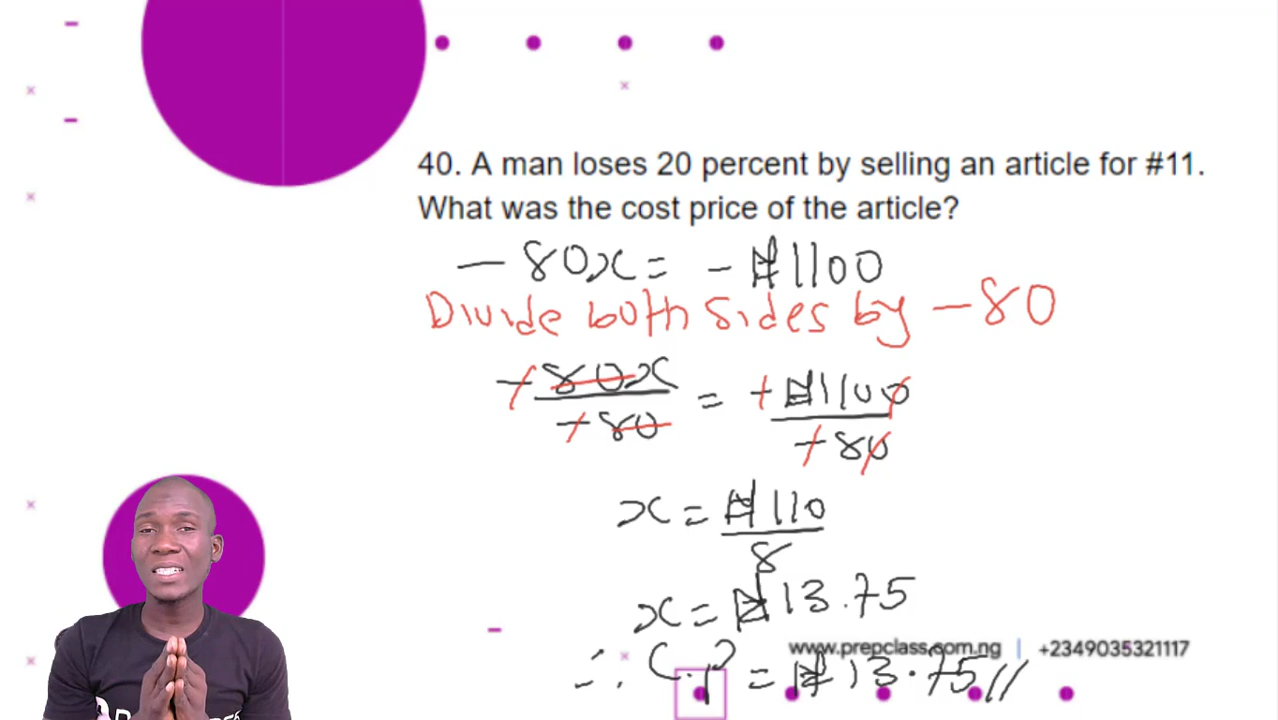 40. A man loses 20 percent by selling an article for #11.
What was the cost price of the article?
- 80x = - ₦1100
Divide both sides by -80
-80x / -80 = -₦1100 / -80
x = ₦110 / 8
x = ₦13.75
www.prepclass.com.ng | +2349035321117
∴ C.P = ₦13.75//